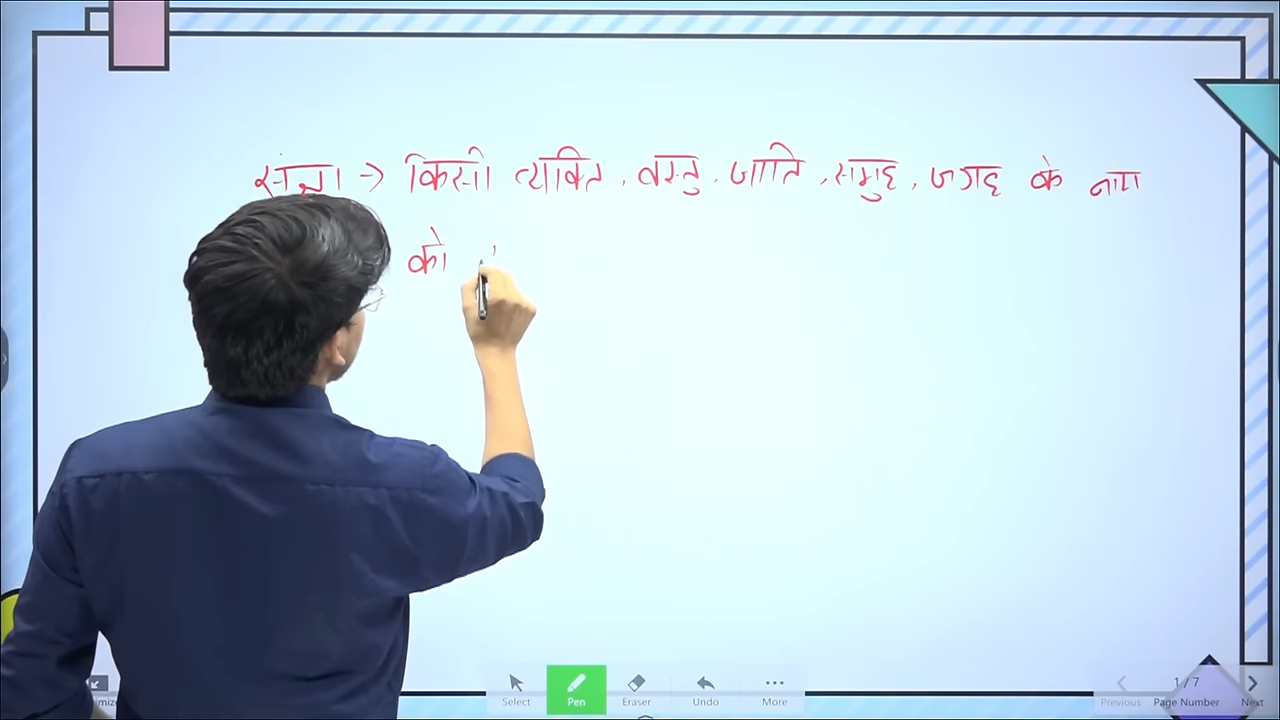 संज्ञा → किसी व्यक्ति, वस्तु, जाति, समुह, जगह के नाम
को
Select Pen Eraser Undo More
1 / 7
Previous Page Number Next